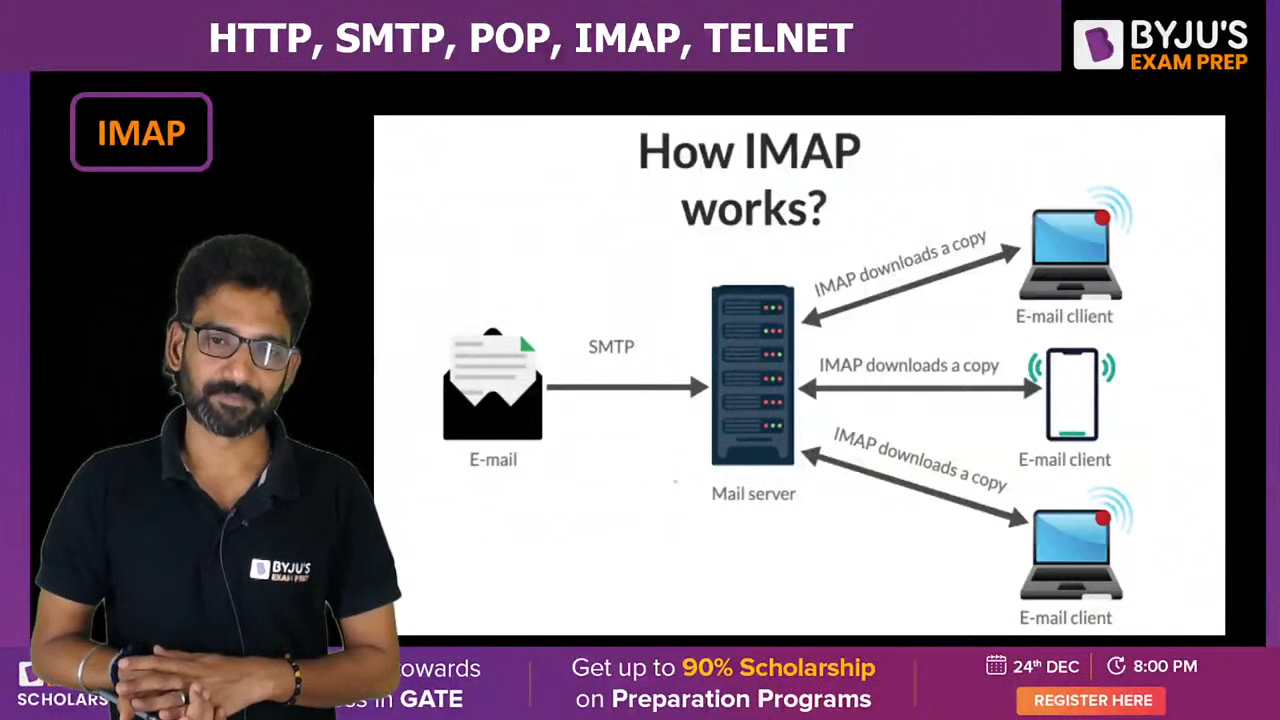 HTTP, SMTP, POP, IMAP, TELNET
BYJU'S
EXAM PREP
IMAP
How IMAP
works?
IMAP downloads a copy
E-mail cllient
SMTP
IMAP downloads a copy
E-mail
Mail server
E-mail client
IMAP downloads a copy
E-mail client
BYJU'S
EXAM PREP
SCHOLARS
in GATE
Get up to 90% Scholarship
on Preparation Programs
24th DEC
8:00 PM
REGISTER HERE